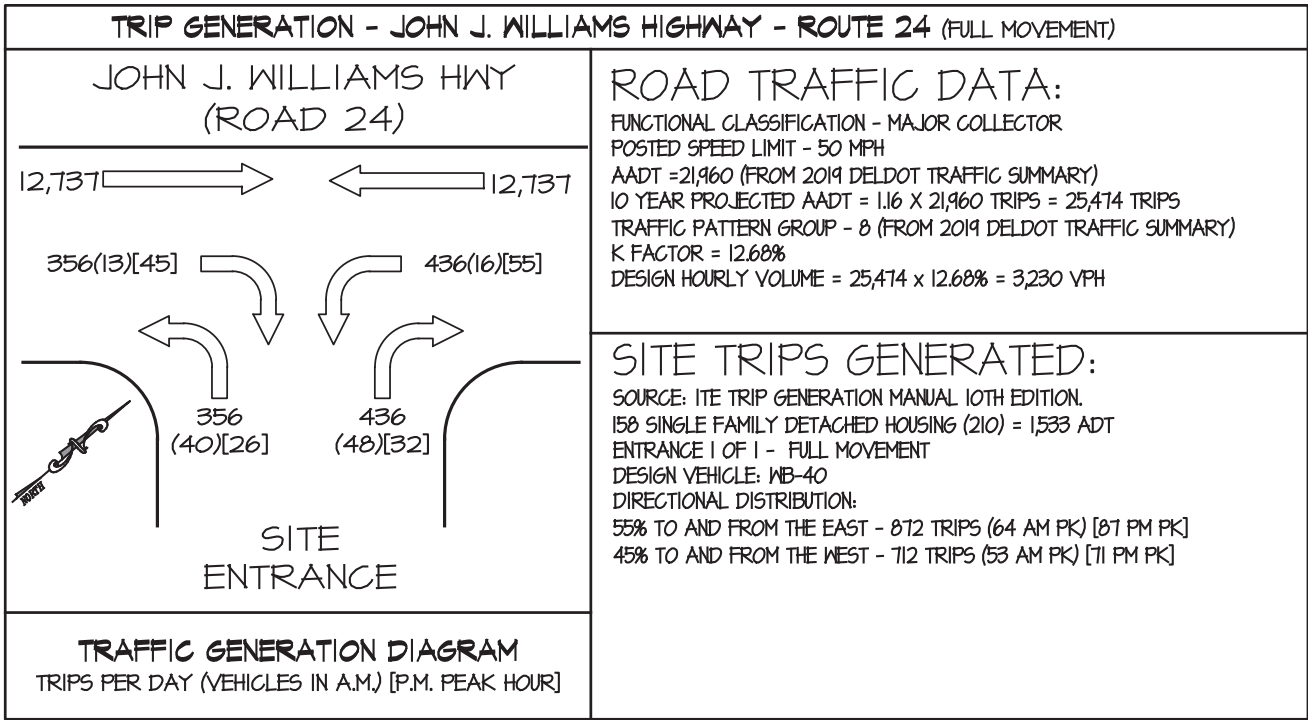 TRIP GENERATION - JOHN J. WILLIAMS HIGHWAY - ROUTE 24 (FULL MOVEMENT)
JOHN J. WILLIAMS HWY
(ROAD 24)
12,737
12,737
356(13)[45]
436(16)[55]
356
(40)[26]
436
(48)[32]
NORTH
SITE
ENTRANCE
TRAFFIC GENERATION DIAGRAM
TRIPS PER DAY (VEHICLES IN A.M.) [P.M. PEAK HOUR]
ROAD TRAFFIC DATA:
FUNCTIONAL CLASSIFICATION - MAJOR COLLECTOR
POSTED SPEED LIMIT - 50 MPH
AADT =21,960 (FROM 2019 DELDOT TRAFFIC SUMMARY)
10 YEAR PROJECTED AADT = 1.16 X 21,960 TRIPS = 25,474 TRIPS
TRAFFIC PATTERN GROUP - 8 (FROM 2019 DELDOT TRAFFIC SUMMARY)
K FACTOR = 12.68%
DESIGN HOURLY VOLUME = 25,474 x 12.68% = 3,230 VPH
SITE TRIPS GENERATED:
SOURCE: ITE TRIP GENERATION MANUAL 10TH EDITION.
158 SINGLE FAMILY DETACHED HOUSING (210) = 1,533 ADT
ENTRANCE 1 OF 1 - FULL MOVEMENT
DESIGN VEHICLE: WB-40
DIRECTIONAL DISTRIBUTION:
55% TO AND FROM THE EAST - 872 TRIPS (64 AM PK) [87 PM PK]
45% TO AND FROM THE WEST - 712 TRIPS (53 AM PK) [71 PM PK]